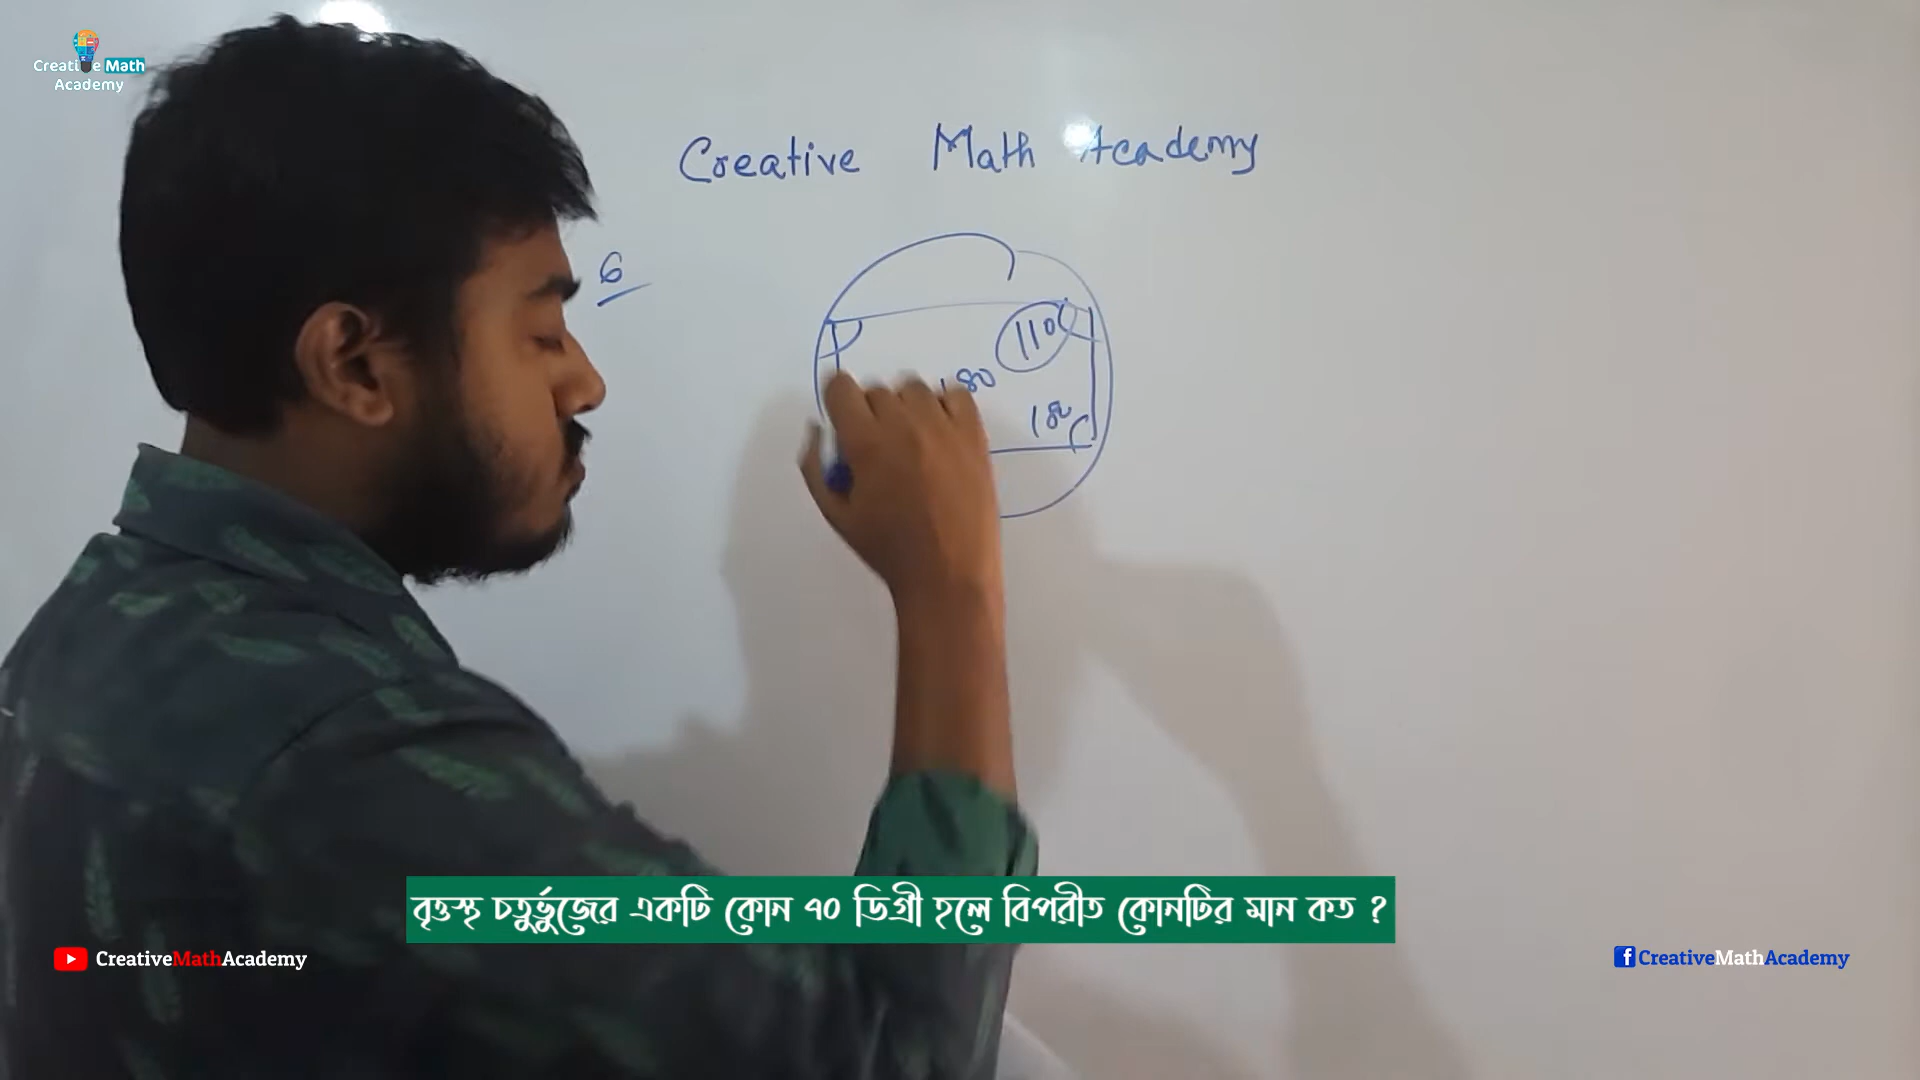 Creative Math
Academy
Creative Math Academy
6
110
180
180
বৃত্তস্থ চতুর্ভুজের একটি কোন ৭০ ডিগ্রী হলে বিপরীত কোনটির মান কত ?
CreativeMathAcademy
CreativeMathAcademy